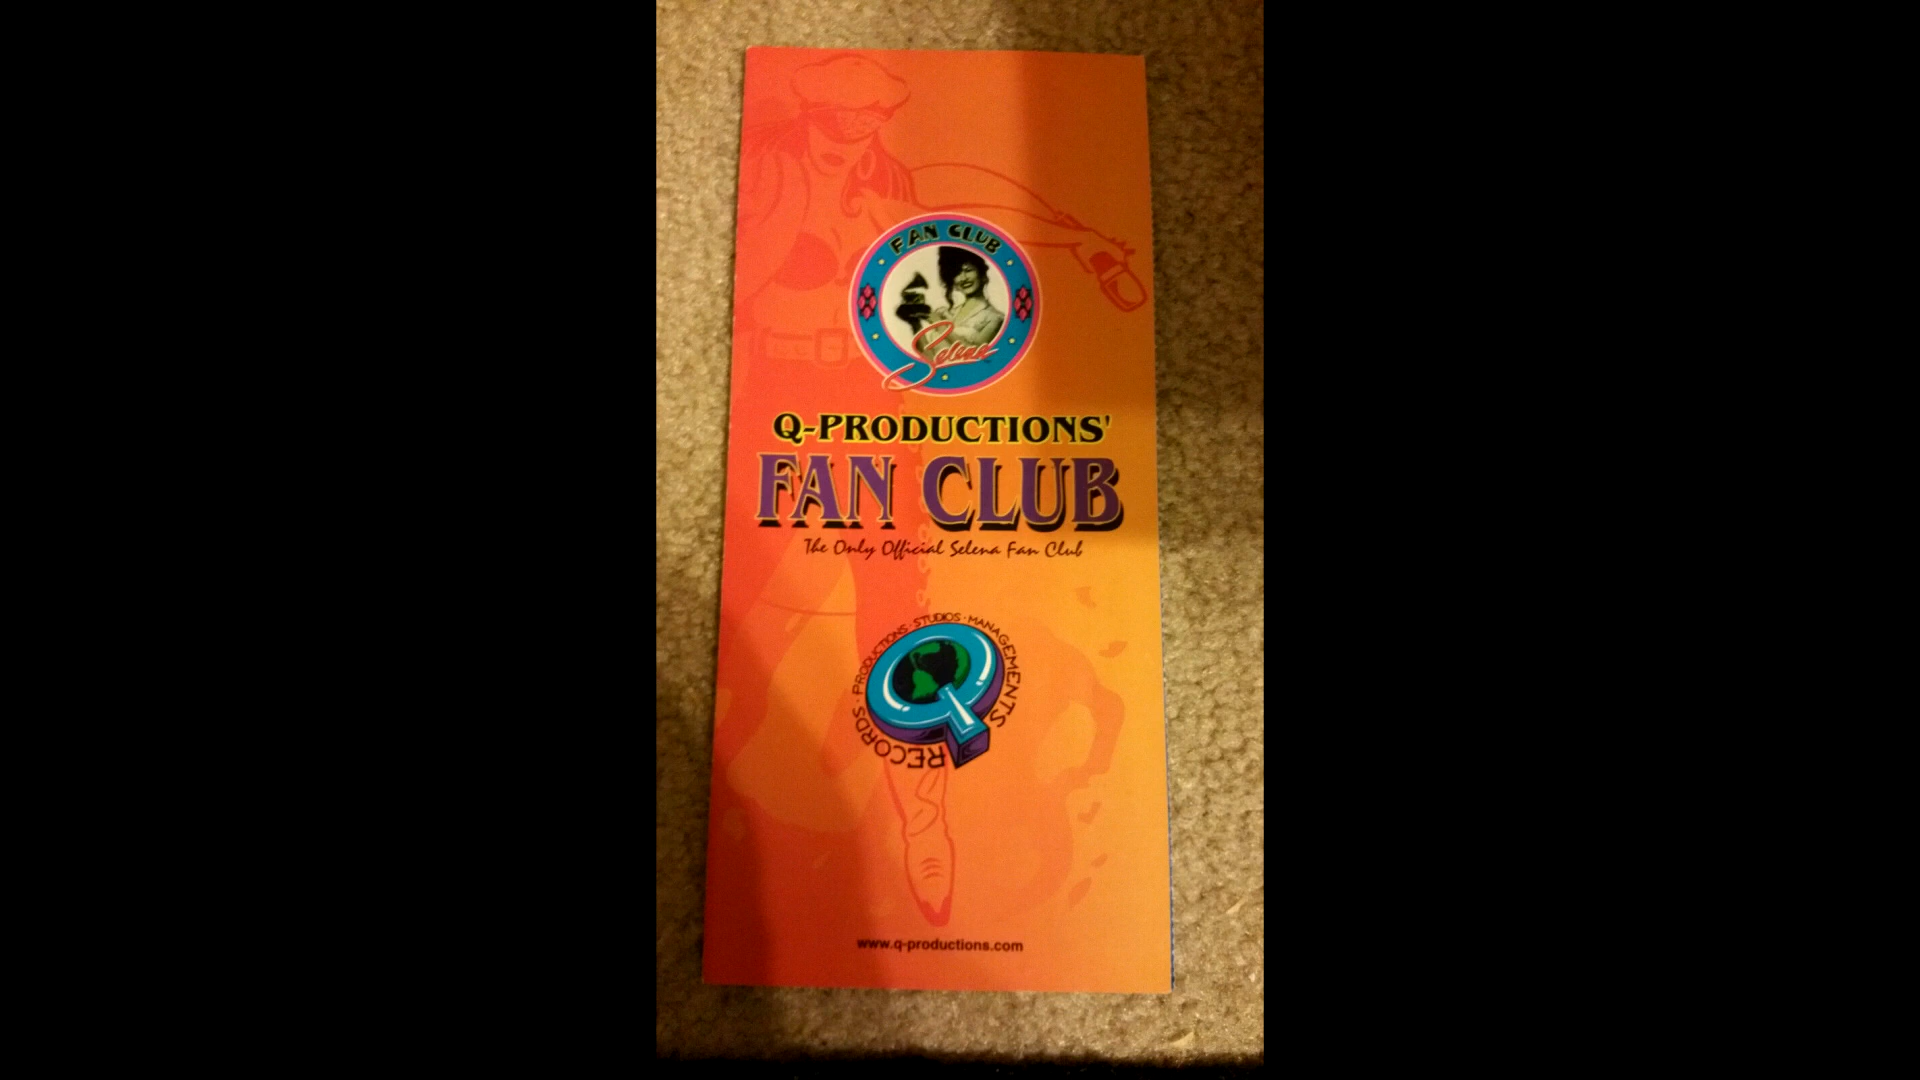 FAN CLUB
Selena
Q-PRODUCTIONS'
FAN CLUB
The Only Official Selena Fan Club
RECORDS · PRODUCTIONS · STUDIOS · MANAGEMENTS
www.q-productions.com